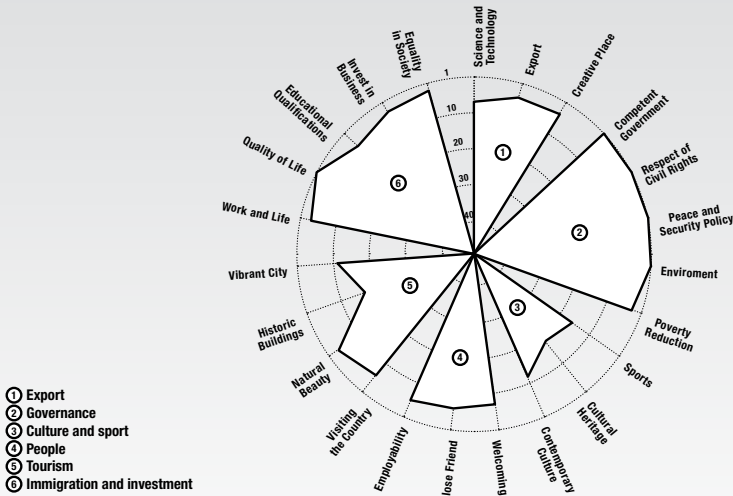 Science and
Technology
Export
Creative Place
Competent
Government
Respect of
Civil Rights
Peace and
Security Policy
Enviroment
Poverty
Reduction
Sports
Cultural
Heritage
Contemporary
Culture
Welcoming
lose Friend
Employability
Visiting
the Country
Natural
Beauty
Historic
Buildings
Vibrant City
Work and Life
Quality of Life
Educational
Qualifications
Invest in
Business
Equality
in Society
1
10
20
30
40
1
2
3
4
5
6
1 Export
2 Governance
3 Culture and sport
4 People
5 Tourism
6 Immigration and investment